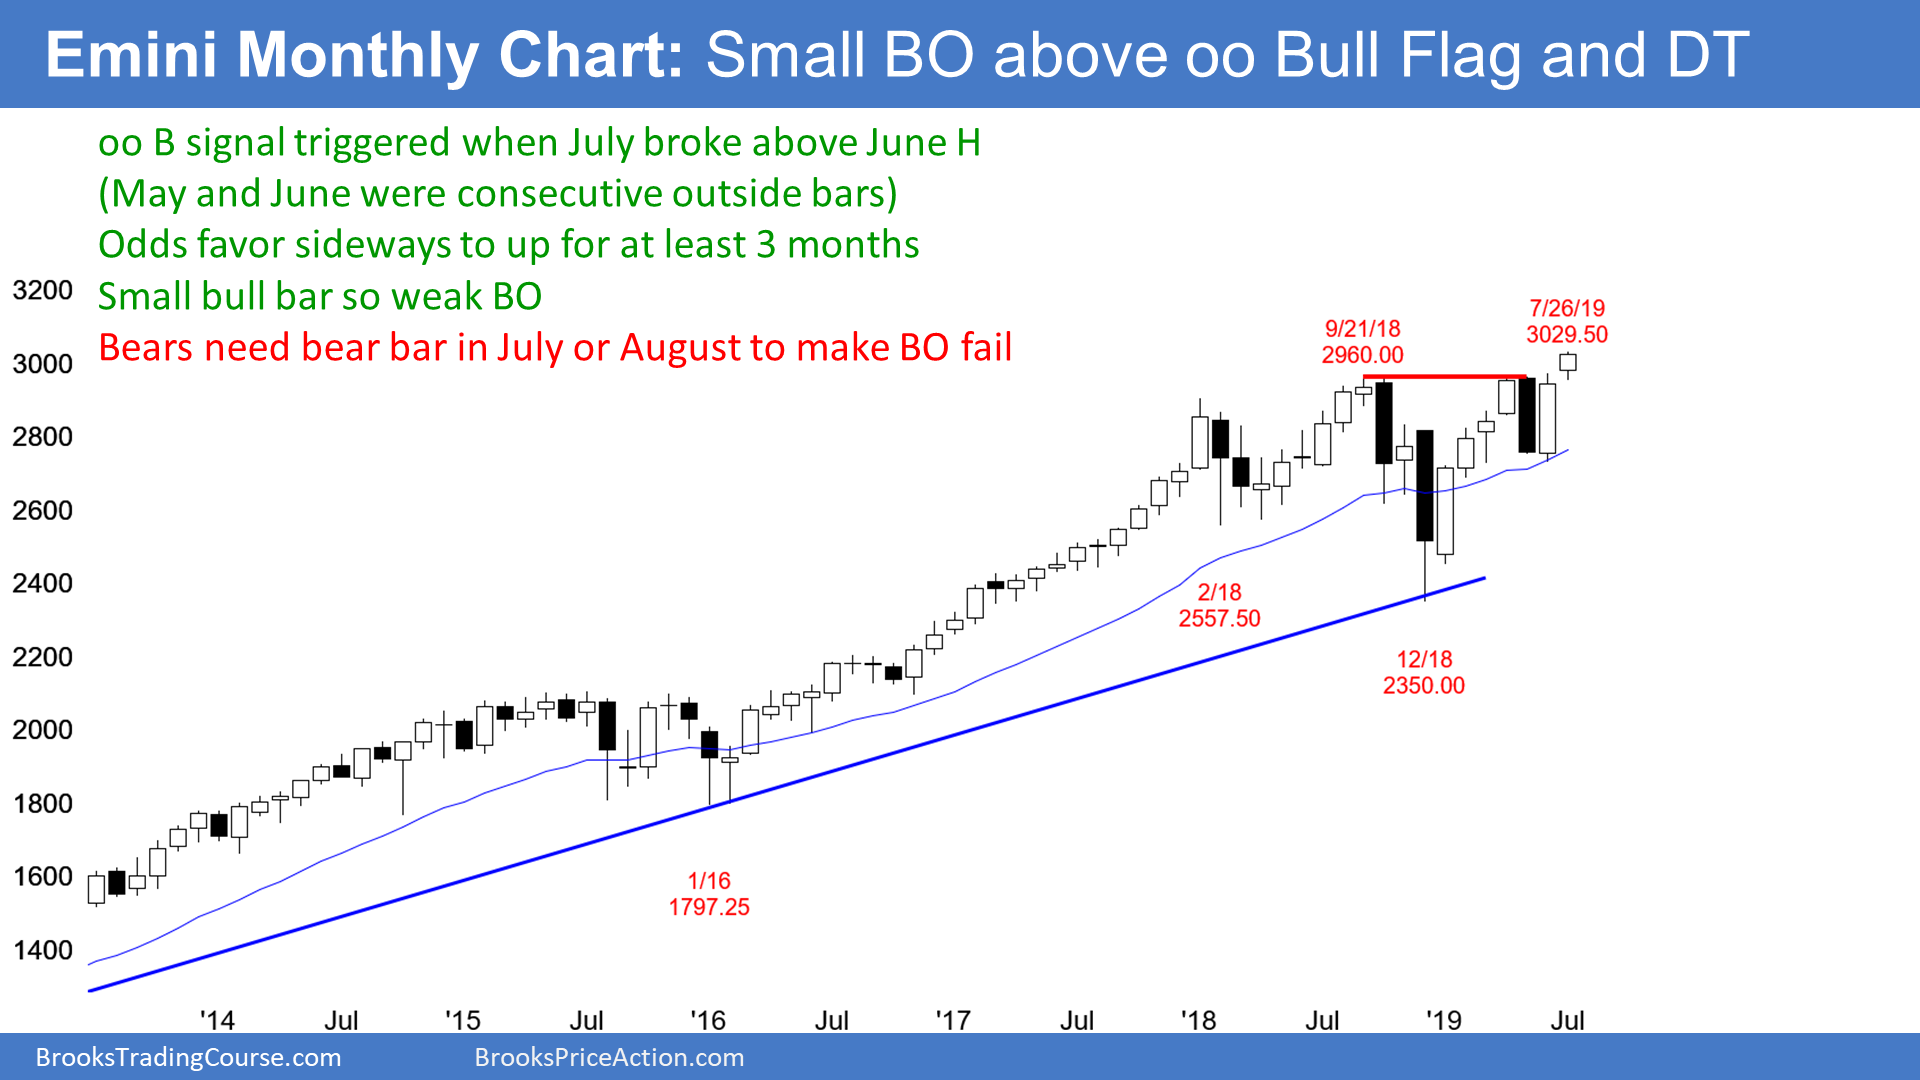 Emini Monthly Chart: Small BO above oo Bull Flag and DT
oo B signal triggered when July broke above June H
(May and June were consecutive outside bars)
Odds favor sideways to up for at least 3 months
Small bull bar so weak BO
Bears need bear bar in July or August to make BO fail
3200
3000
2800
2600
2400
2200
2000
1800
1600
1400
9/21/18
2960.00
7/26/19
3029.50
2/18
2557.50
12/18
2350.00
1/16
1797.25
'14 Jul '15 Jul '16 Jul '17 Jul '18 Jul '19 Jul
BrooksTradingCourse.com BrooksPriceAction.com